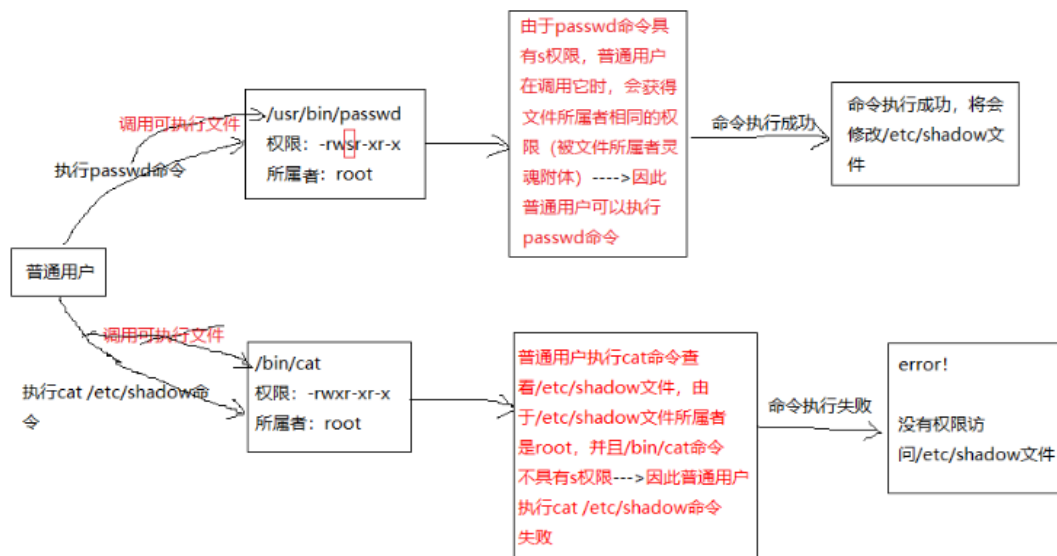 普通用户
调用可执行文件
执行passwd命令
/usr/bin/passwd
权限：-rwsr-xr-x
所属者：root
由于passwd命令具
有s权限，普通用户
在调用它时，会获得
文件所属者相同的权
限（被文件所属者灵
魂附体）---->因此
普通用户可以执行
passwd命令
命令执行成功
命令执行成功，将会
修改/etc/shadow文
件
调用可执行文件
执行cat /etc/shadow命
令
/bin/cat
权限：-rwxr-xr-x
所属者：root
普通用户执行cat命令查
看/etc/shadow文件，由
于/etc/shadow文件所属者
是root，并且/bin/cat命令
不具有s权限--->因此普通用户
执行cat /etc/shadow命令
失败
命令执行失败
error!
没有权限访
问/etc/shadow文件